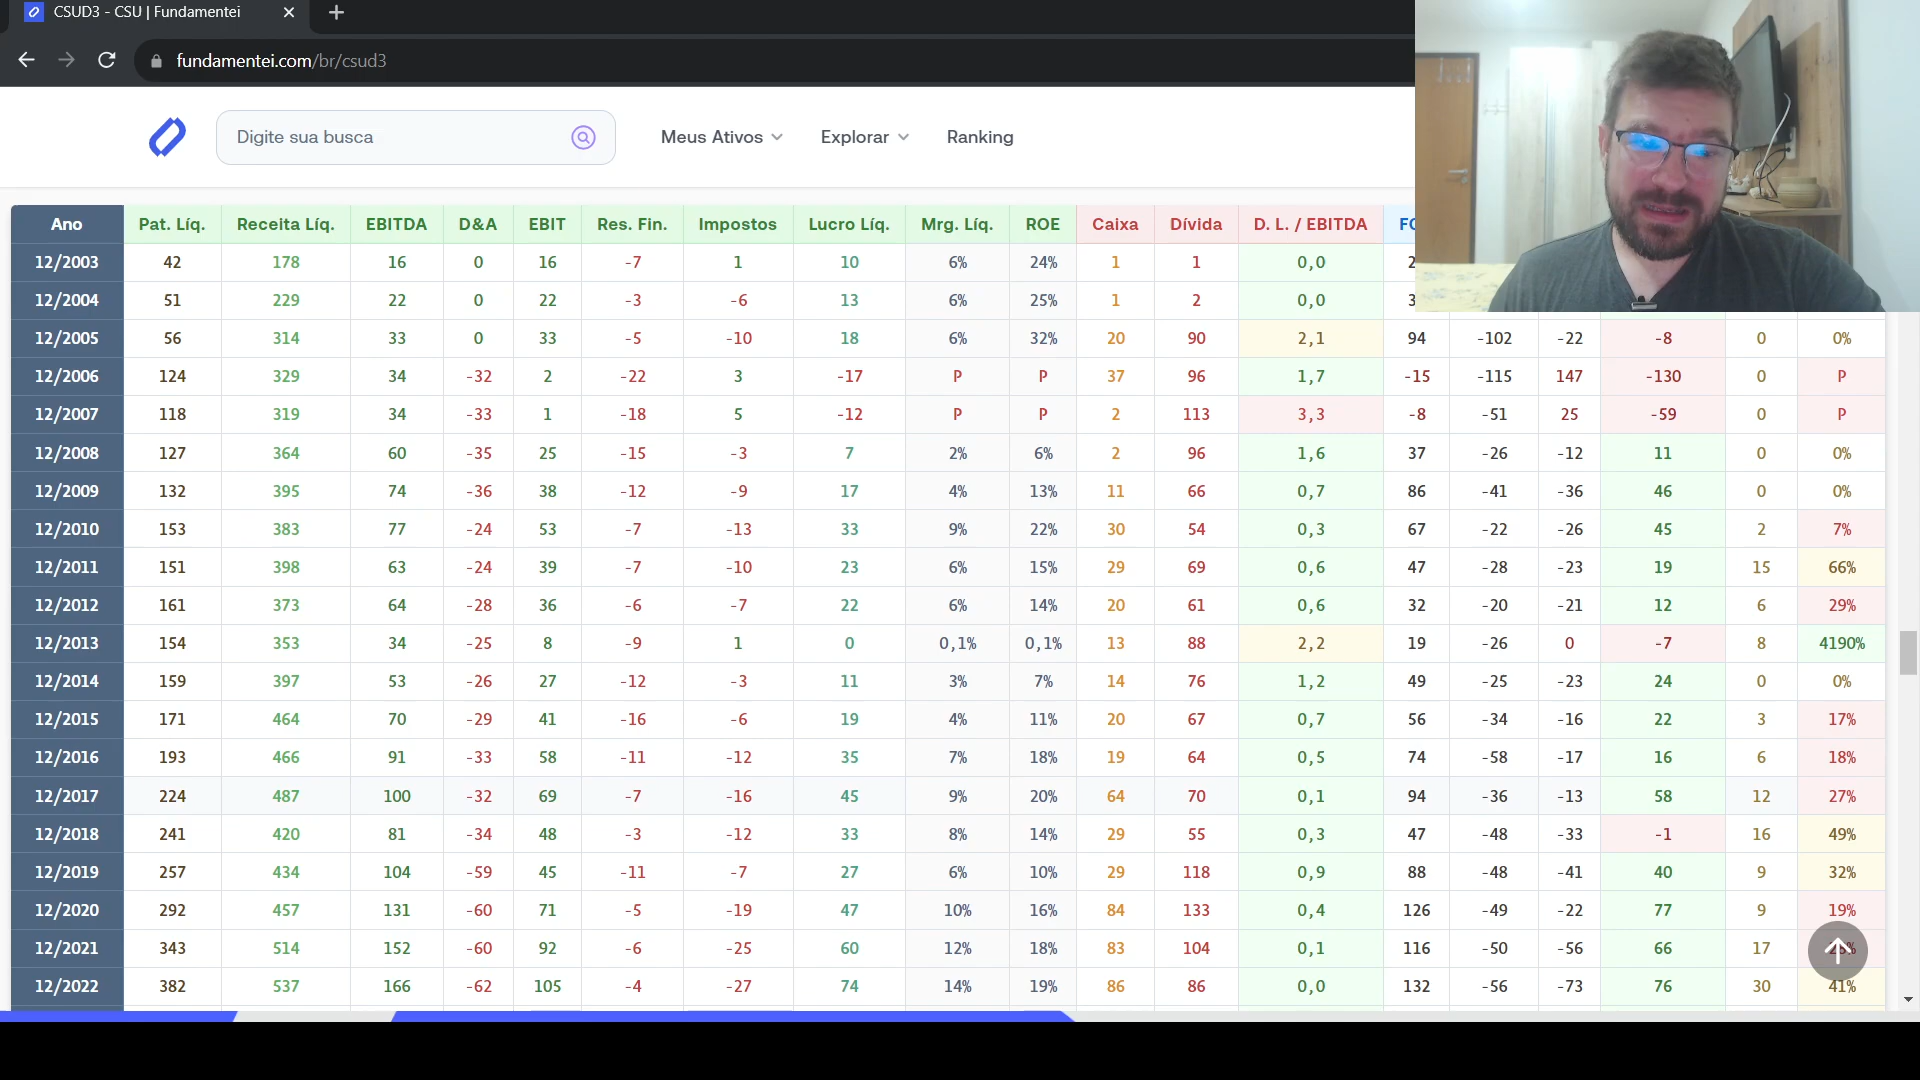 CSUD3 - CSU | Fundamentei
fundamentei.com/br/csud3
Digite sua busca Meus Ativos Explorar Ranking
Ano Pat. Líq. Receita Líq. EBITDA D&A EBIT Res. Fin. Impostos Lucro Líq. Mrg. Líq. ROE Caixa Dívida D. L. / EBITDA
12/2003 42 178 16 0 16 -7 1 10 6% 24% 1 1 0,0
12/2004 51 229 22 0 22 -3 -6 13 6% 25% 1 2 0,0
12/2005 56 314 33 0 33 -5 -10 18 6% 32% 20 90 2,1 94 -102 -22 -8 0 0%
12/2006 124 329 34 -32 2 -22 3 -17 P P 37 96 1,7 -15 -115 147 -130 0 P
12/2007 118 319 34 -33 1 -18 5 -12 P P 2 113 3,3 -8 -51 25 -59 0 P
12/2008 127 364 60 -35 25 -15 -3 7 2% 6% 2 96 1,6 37 -26 -12 11 0 0%
12/2009 132 395 74 -36 38 -12 -9 17 4% 13% 11 66 0,7 86 -41 -36 46 0 0%
12/2010 153 383 77 -24 53 -7 -13 33 9% 22% 30 54 0,3 67 -22 -26 45 2 7%
12/2011 151 398 63 -24 39 -7 -10 23 6% 15% 29 69 0,6 47 -28 -23 19 15 66%
12/2012 161 373 64 -28 36 -6 -7 22 6% 14% 20 61 0,6 32 -20 -21 12 6 29%
12/2013 154 353 34 -25 8 -9 1 0 0,1% 0,1% 13 88 2,2 19 -26 0 -7 8 4190%
12/2014 159 397 53 -26 27 -12 -3 11 3% 7% 14 76 1,2 49 -25 -23 24 0 0%
12/2015 171 464 70 -29 41 -16 -6 19 4% 11% 20 67 0,7 56 -34 -16 22 3 17%
12/2016 193 466 91 -33 58 -11 -12 35 7% 18% 19 64 0,5 74 -58 -17 16 6 18%
12/2017 224 487 100 -32 69 -7 -16 45 9% 20% 64 70 0,1 94 -36 -13 58 12 27%
12/2018 241 420 81 -34 48 -3 -12 33 8% 14% 29 55 0,3 47 -48 -33 -1 16 49%
12/2019 257 434 104 -59 45 -11 -7 27 6% 10% 29 118 0,9 88 -48 -41 40 9 32%
12/2020 292 457 131 -60 71 -5 -19 47 10% 16% 84 133 0,4 126 -49 -22 77 9 19%
12/2021 343 514 152 -60 92 -6 -25 60 12% 18% 83 104 0,1 116 -50 -56 66 17
12/2022 382 537 166 -62 105 -4 -27 74 14% 19% 86 86 0,0 132 -56 -73 76 30 41%